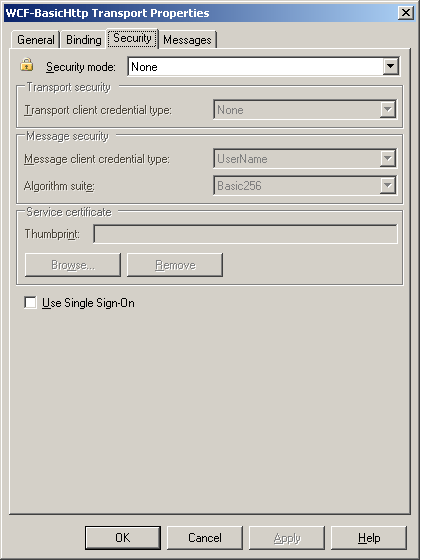 WCF-BasicHttp Transport Properties
General Binding Security Messages
Security mode: None
Transport security
Transport client credential type: None
Message security
Message client credential type: UserName
Algorithm suite: Basic256
Service certificate
Thumbprint:
Browse... Remove
Use Single Sign-On
OK Cancel Apply Help